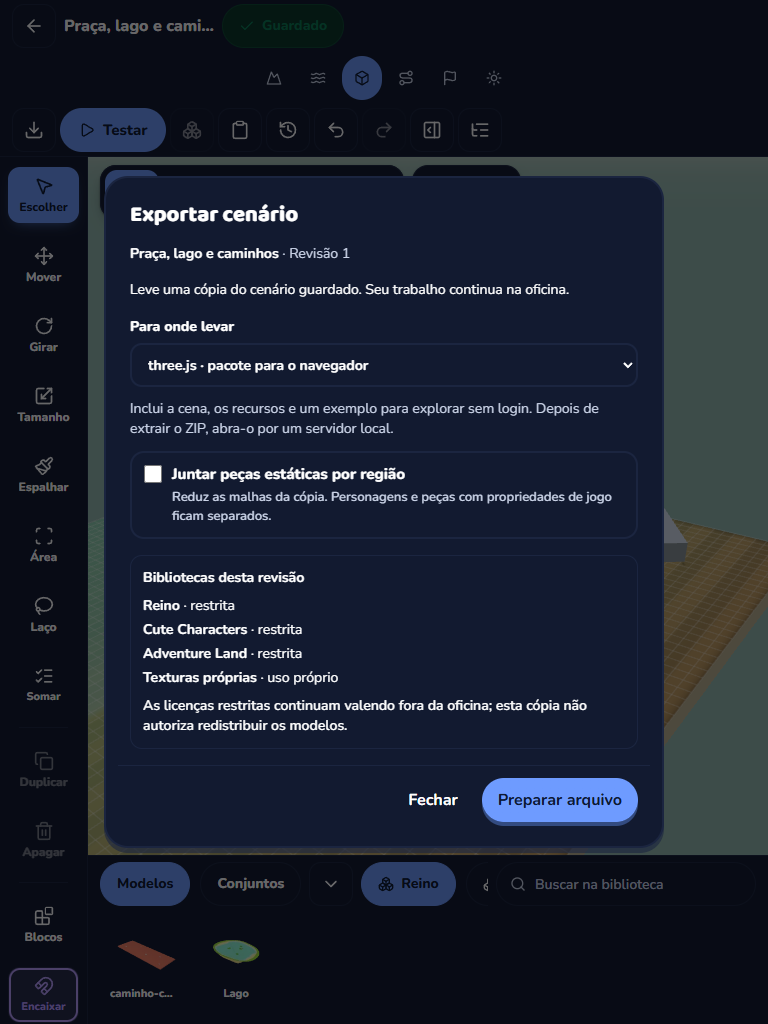 Praça, lago e cami...
Guardado
Testar
Escolher
Mover
Girar
Tamanho
Espalhar
Área
Laço
Somar
Duplicar
Apagar
Blocos
Encaixar
Exportar cenário
Praça, lago e caminhos · Revisão 1
Leve uma cópia do cenário guardado. Seu trabalho continua na oficina.
Para onde levar
three.js · pacote para o navegador
Inclui a cena, os recursos e um exemplo para explorar sem login. Depois de
extrair o ZIP, abra-o por um servidor local.
Juntar peças estáticas por região
Reduz as malhas da cópia. Personagens e peças com propriedades de jogo
ficam separados.
Bibliotecas desta revisão
Reino · restrita
Cute Characters · restrita
Adventure Land · restrita
Texturas próprias · uso próprio
As licenças restritas continuam valendo fora da oficina; esta cópia não
autoriza redistribuir os modelos.
Fechar
Preparar arquivo
Modelos
Conjuntos
Reino
Buscar na biblioteca
caminho-c...
Lago